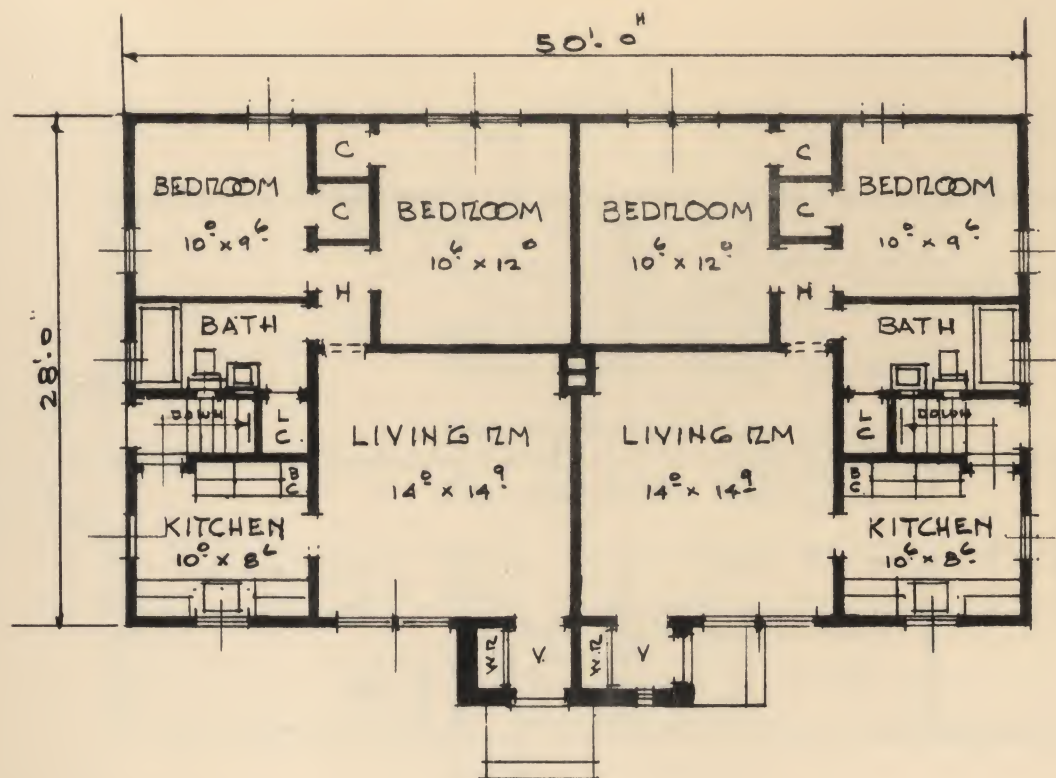 50'-0"
28'-0"
C
C
BEDROOM
10⁰ x 9⁶
BEDROOM
10⁶ x 12⁰
BEDROOM
10⁶ x 12⁰
C
C
BEDROOM
10⁰ x 9⁶
H
H
BATH
BATH
DOWN
L
C
LIVING RM
14⁰ x 14⁹
LIVING RM
14⁰ x 14⁹
L
C
DOWN
B
C
KITCHEN
10⁰ x 8⁶
B
C
KITCHEN
10⁶ x 8⁶
W.R
V.
W.R
V